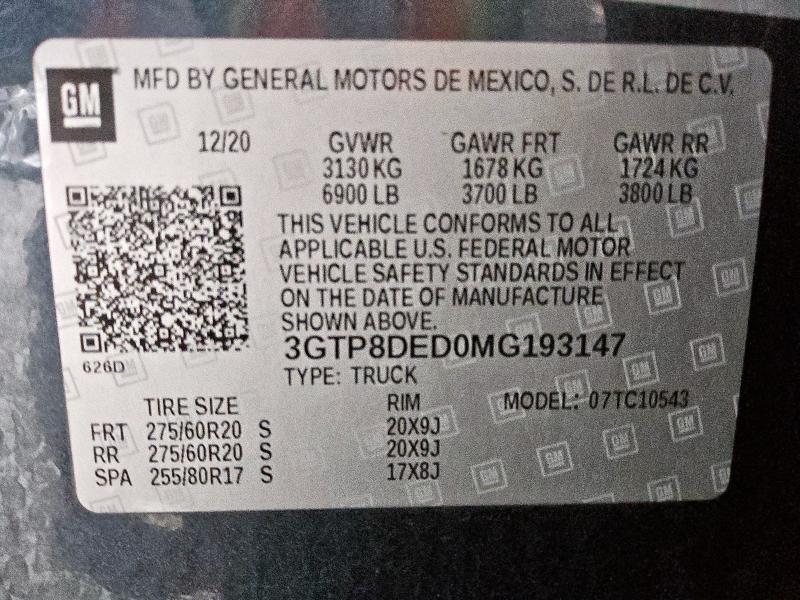 GM
MFD BY GENERAL MOTORS DE MEXICO, S. DE R.L. DE C.V.
12/20 GVWR GAWR FRT GAWR RR
3130 KG 1678 KG 1724 KG
6900 LB 3700 LB 3800 LB
THIS VEHICLE CONFORMS TO ALL
APPLICABLE U.S. FEDERAL MOTOR
VEHICLE SAFETY STANDARDS IN EFFECT
ON THE DATE OF MANUFACTURE
SHOWN ABOVE.
3GTP8DED0MG193147
626D
TYPE: TRUCK
TIRE SIZE RIM MODEL: 07TC10543
FRT 275/60R20 S 20X9J
RR 275/60R20 S 20X9J
SPA 255/80R17 S 17X8J